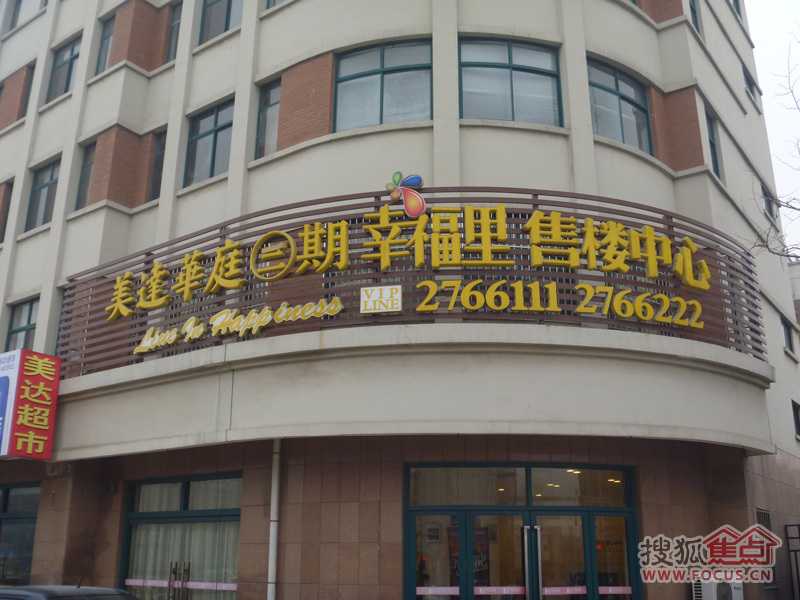 美達華庭㊂期 幸福里 售楼中心
Live In Happiness
VIP
LINE
2766111 2766222
美达超市
搜狐焦点
WWW.FOCUS.CN